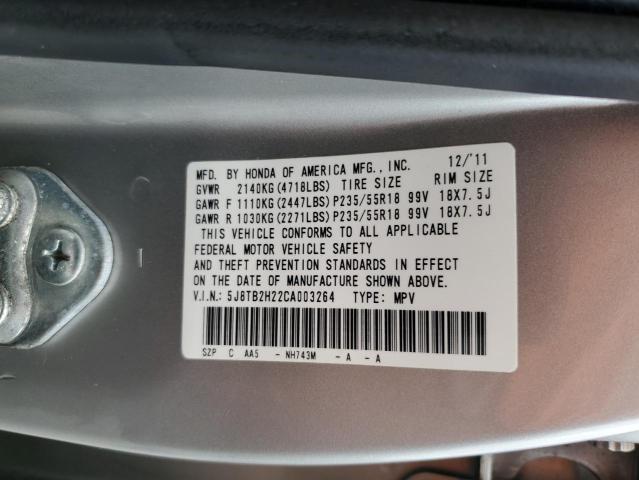 MFD. BY HONDA OF AMERICA MFG., INC. 12/'11
GVWR 2140KG(4718LBS) TIRE SIZE RIM SIZE
GAWR F 1110KG(2447LBS)P235/55R18 99V 18X7.5J
GAWR R 1030KG(2271LBS)P235/55R18 99V 18X7.5J
THIS VEHICLE CONFORMS TO ALL APPLICABLE
FEDERAL MOTOR VEHICLE SAFETY
AND THEFT PREVENTION STANDARDS IN EFFECT
ON THE DATE OF MANUFACTURE SHOWN ABOVE.
V.I.N.: 5J8TB2H22CA003264 TYPE: MPV
SZP C AA5 - NH743M - A - A